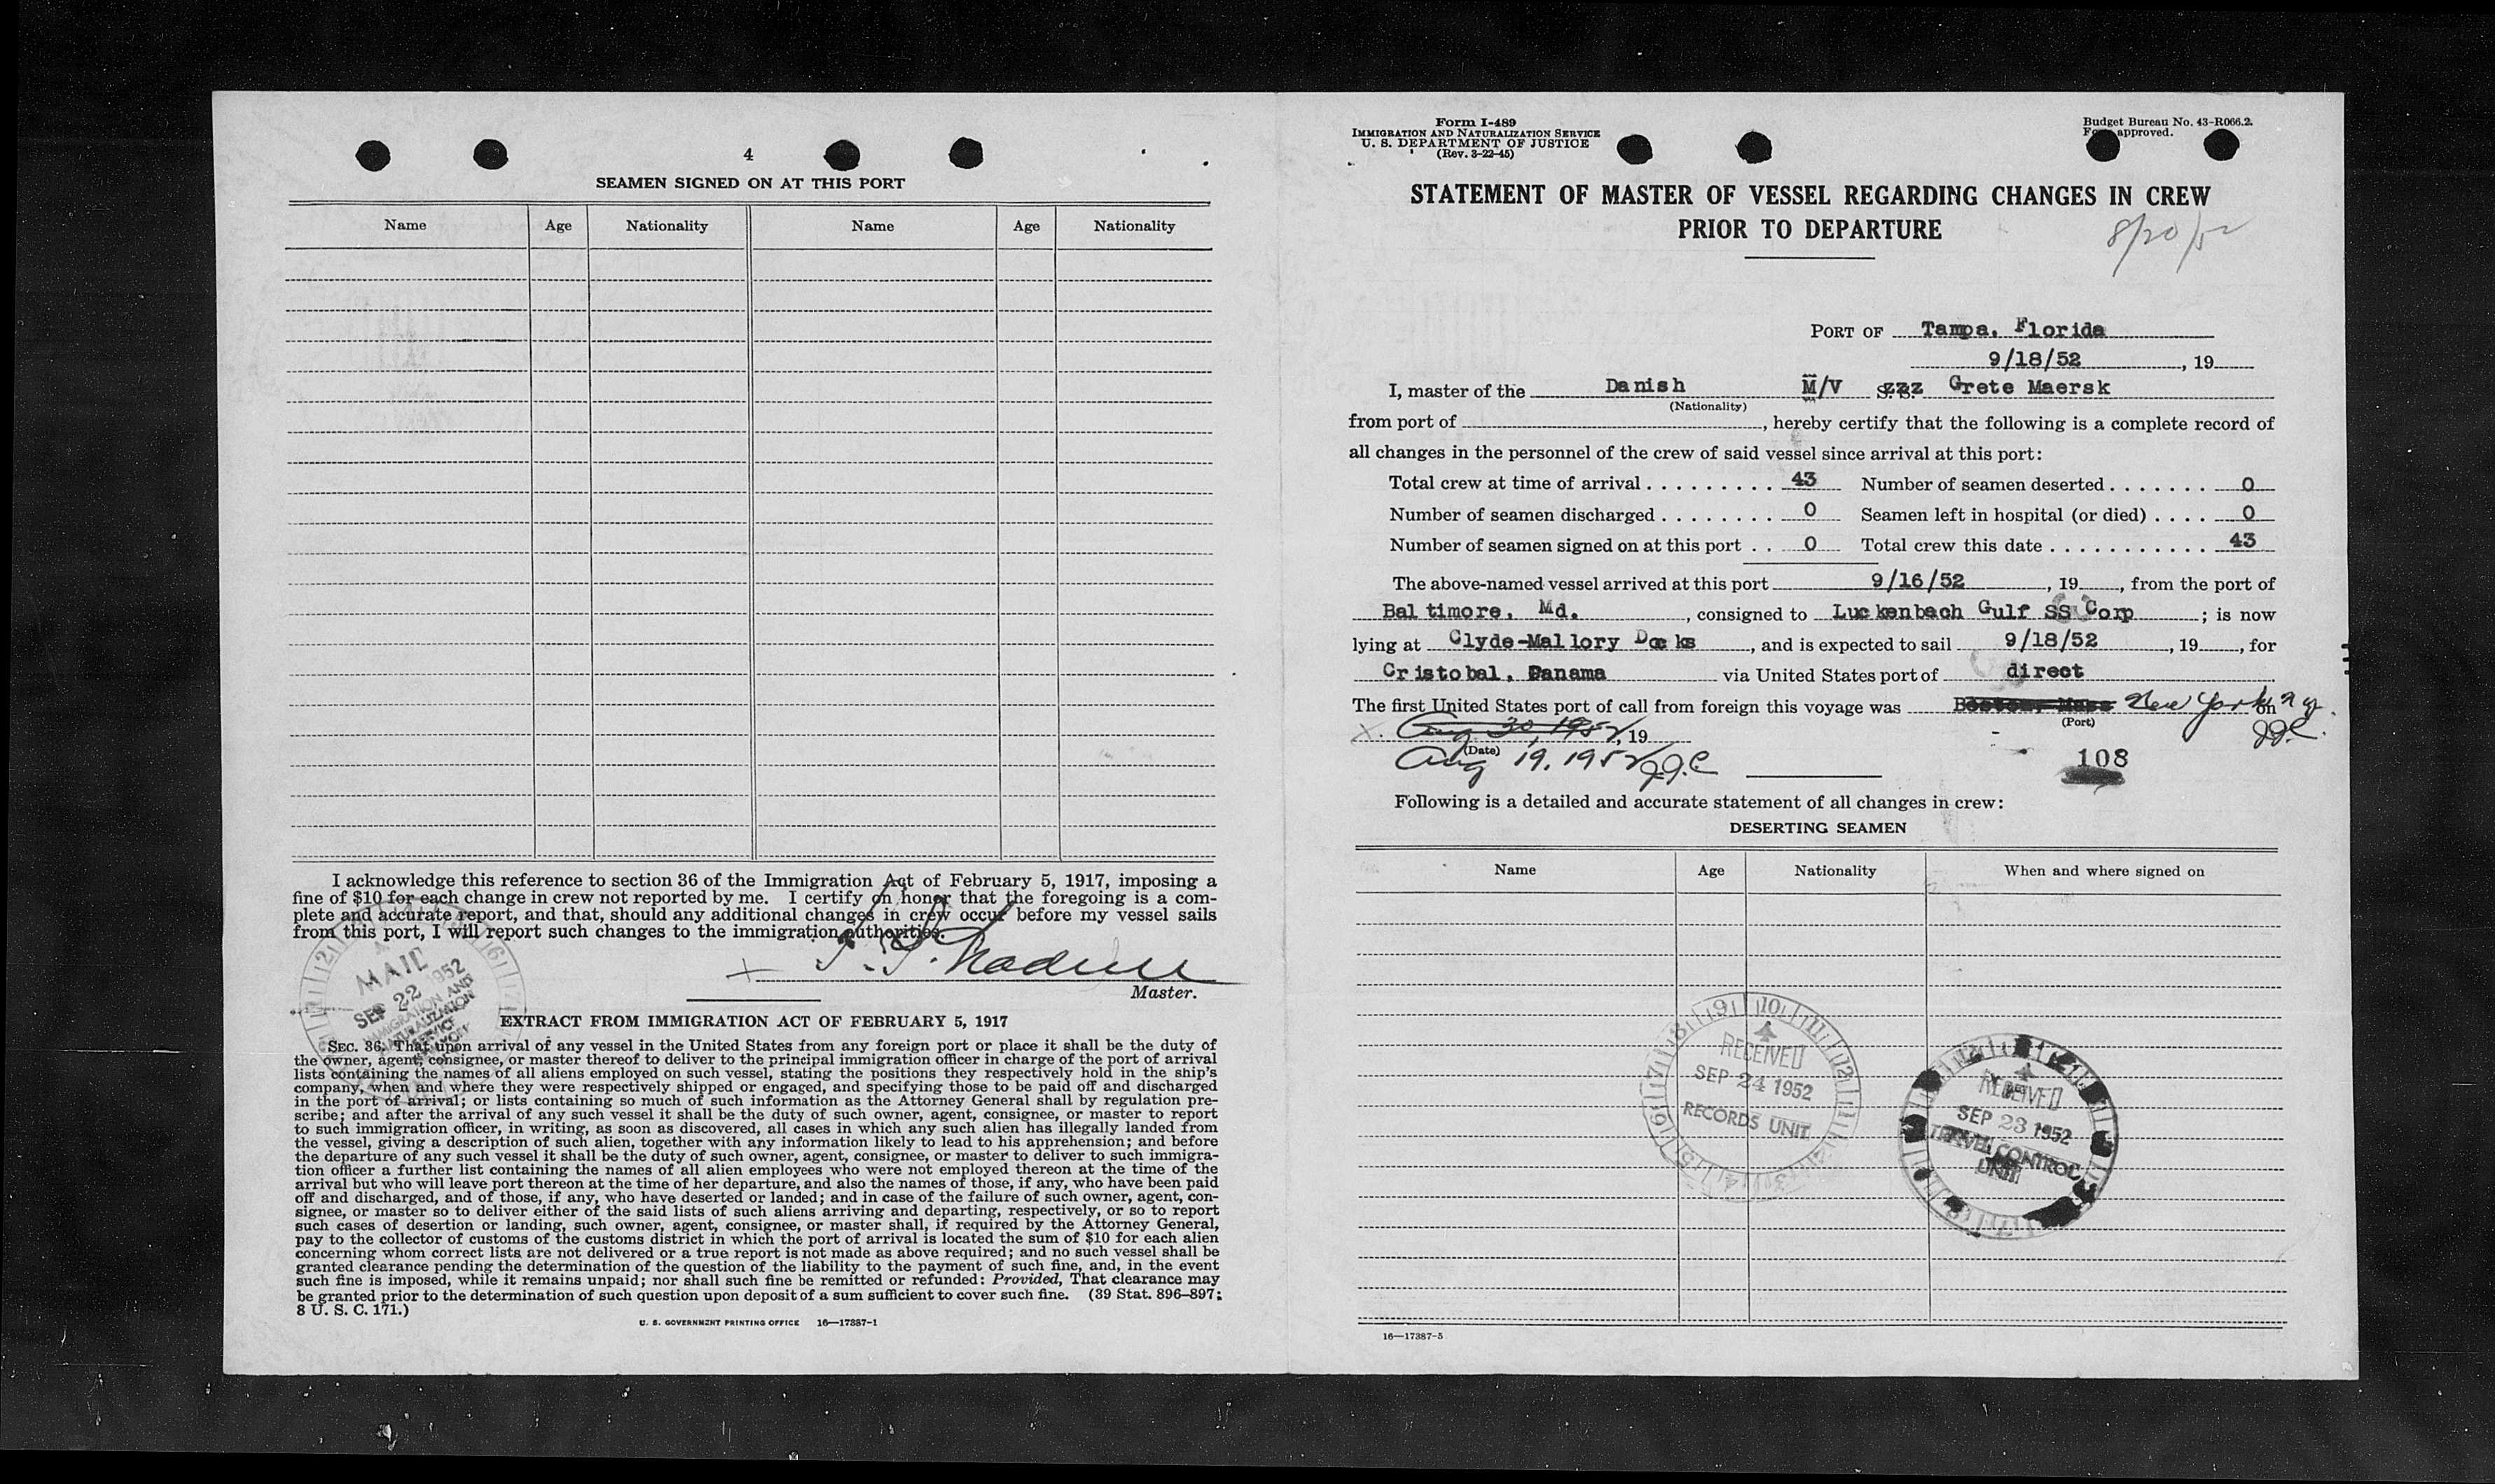 4
SEAMEN SIGNED ON AT THIS PORT
Name Age Nationality Name Age Nationality
I acknowledge this reference to section 36 of the Immigration Act of February 5, 1917, imposing a
fine of $10 for each change in crew not reported by me. I certify on honor that the foregoing is a com-
plete and accurate report, and that, should any additional changes in crew occur before my vessel sails
from this port, I will report such changes to the immigration authorities.
Master.
MAIL
SEP 22 1952
IMMIGRATION AND
NATURALIZATION
SERVICE
EXTRACT FROM IMMIGRATION ACT OF FEBRUARY 5, 1917
SEC. 36. That upon arrival of any vessel in the United States from any foreign port or place it shall be the duty of
the owner, agent, consignee, or master thereof to deliver to the principal immigration officer in charge of the port of arrival
lists containing the names of all aliens employed on such vessel, stating the positions they respectively hold in the ship's
company, when and where they were respectively shipped or engaged, and specifying those to be paid off and discharged
in the port of arrival; or lists containing so much of such information as the Attorney General shall by regulation pre-
scribe; and after the arrival of any such vessel it shall be the duty of such owner, agent, consignee, or master to report
to such immigration officer, in writing, as soon as discovered, all cases in which any such alien has illegally landed from
the vessel, giving a description of such alien, together with any information likely to lead to his apprehension; and before
the departure of any such vessel it shall be the duty of such owner, agent, consignee, or master to deliver to such immigra-
tion officer a further list containing the names of all alien employees who were not employed thereon at the time of the
arrival but who will leave port thereon at the time of her departure, and also the names of those, if any, who have been paid
off and discharged, and of those, if any, who have deserted or landed; and in case of the failure of such owner, agent, con-
signee, or master so to deliver either of the said lists of such aliens arriving and departing, respectively, or so to report
such cases of desertion or landing, such owner, agent, consignee, or master shall, if required by the Attorney General,
pay to the collector of customs of the customs district in which the port of arrival is located the sum of $10 for each alien
concerning whom correct lists are not delivered or a true report is not made as above required; and no such vessel shall be
granted clearance pending the determination of the question of the liability to the payment of such fine, and, in the event
such fine is imposed, while it remains unpaid; nor shall such fine be remitted or refunded: Provided, That clearance may
be granted prior to the determination of such question upon deposit of a sum sufficient to cover such fine. (39 Stat. 896-897;
8 U. S. C. 171.)
U. S. GOVERNMENT PRINTING OFFICE 16—17387-1
Form I-489
IMMIGRATION AND NATURALIZATION SERVICE
U. S. DEPARTMENT OF JUSTICE
(Rev. 3-22-45)
Budget Bureau No. 43-R066.2.
approved.
STATEMENT OF MASTER OF VESSEL REGARDING CHANGES IN CREW
PRIOR TO DEPARTURE
8/20/52
PORT OF Tampa, Florida
9/18/52, 19
I, master of the Danish M/V S.S. zzz Grete Maersk
(Nationality)
from port of , hereby certify that the following is a complete record of
all changes in the personnel of the crew of said vessel since arrival at this port:
Total crew at time of arrival 43 Number of seamen deserted 0
Number of seamen discharged 0 Seamen left in hospital (or died) 0
Number of seamen signed on at this port 0 Total crew this date 43
The above-named vessel arrived at this port 9/16/52, 19, from the port of
Baltimore, Md., consigned to Luckenbach Gulf SS Corp; is now
lying at Clyde-Mallory Docks, and is expected to sail 9/18/52, 19, for
Cristobal, Panama via United States port of direct
The first United States port of call from foreign this voyage was Boston, Mass New York N Y. on
(Port)
J.J.C.
x. Aug 30, 1952, 19
(Date)
Aug 19, 1952 J.J.C
108
Following is a detailed and accurate statement of all changes in crew:
DESERTING SEAMEN
Name Age Nationality When and where signed on
RECEIVED
SEP 24 1952
RECORDS UNIT
RECEIVED
SEP 23 1952
TRAVEL CONTROL
UNIT
16—17387-5